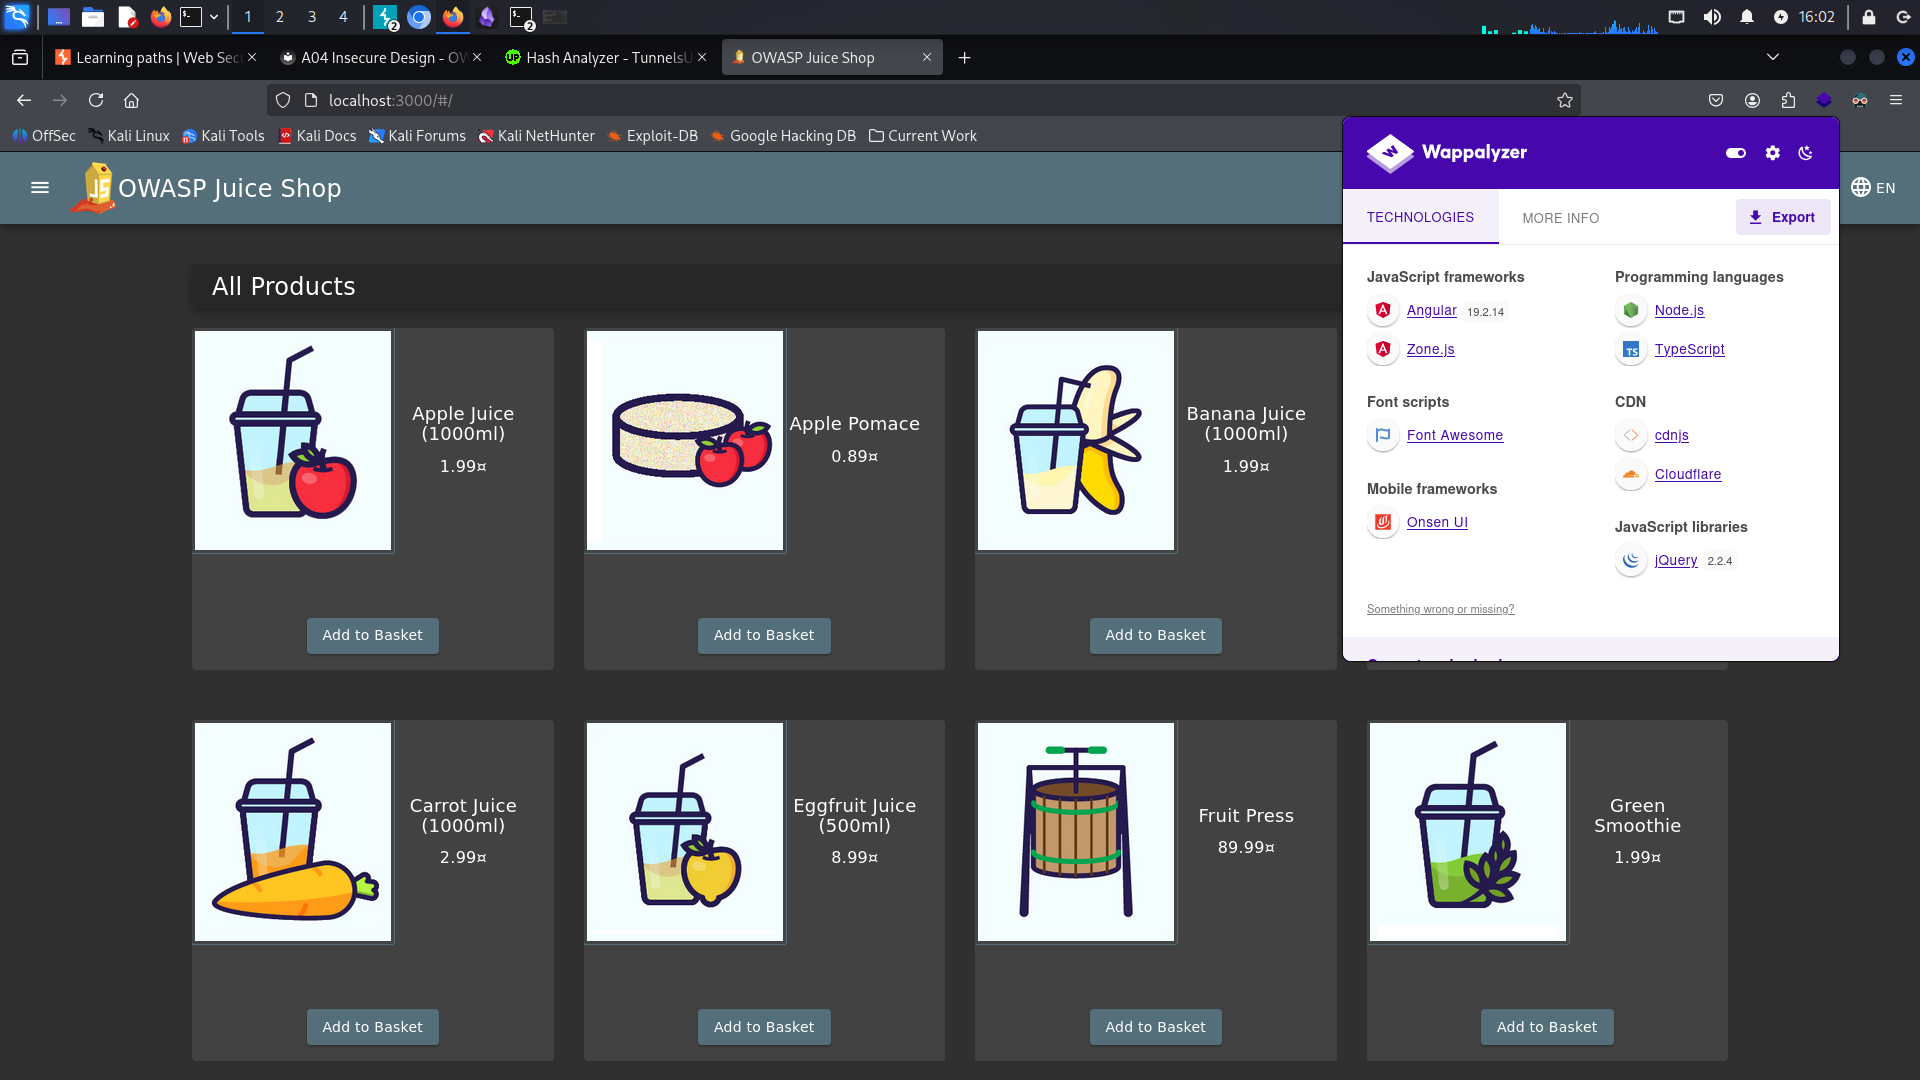 1 2 3 4 2 2 16:02
Learning paths | Web Sec A04 Insecure Design - OW Hash Analyzer - TunnelsU OWASP Juice Shop
localhost:3000/#/
OffSec Kali Linux Kali Tools Kali Docs Kali Forums Kali NetHunter Exploit-DB Google Hacking DB Current Work
OWASP Juice Shop
EN
All Products
Apple Juice
(1000ml)
1.99¤
Add to Basket
Apple Pomace
0.89¤
Add to Basket
Banana Juice
(1000ml)
1.99¤
Add to Basket
Carrot Juice
(1000ml)
2.99¤
Add to Basket
Eggfruit Juice
(500ml)
8.99¤
Add to Basket
Fruit Press
89.99¤
Add to Basket
Green
Smoothie
1.99¤
Add to Basket
Wappalyzer
TECHNOLOGIES MORE INFO Export
JavaScript frameworks
Angular 19.2.14
Zone.js
Font scripts
Font Awesome
Mobile frameworks
Onsen UI
Programming languages
Node.js
TypeScript
CDN
cdnjs
Cloudflare
JavaScript libraries
jQuery 2.2.4
Something wrong or missing?